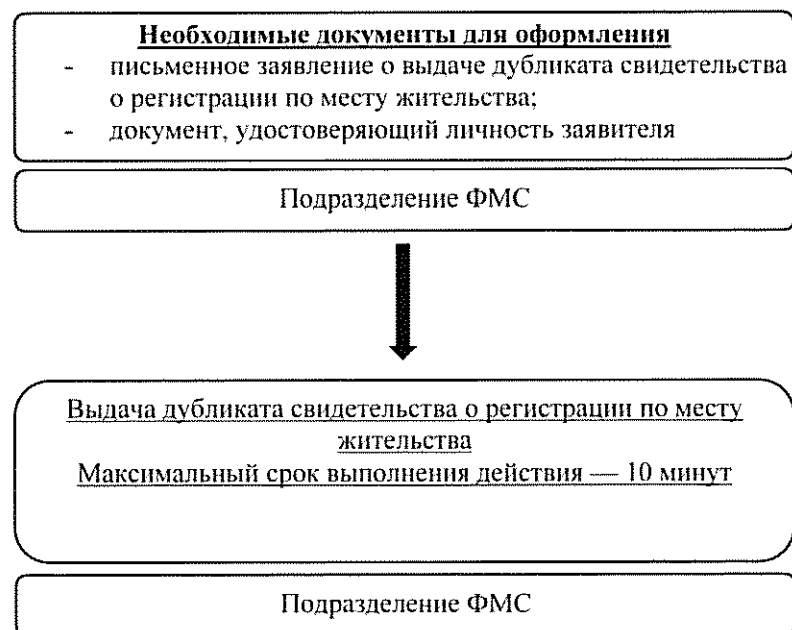 Необходимые документы для оформления
- письменное заявление о выдаче дубликата свидетельства
о регистрации по месту жительства;
- документ, удостоверяющий личность заявителя
Подразделение ФМС
Выдача дубликата свидетельства о регистрации по месту
жительства
Максимальный срок выполнения действия — 10 минут
Подразделение ФМС